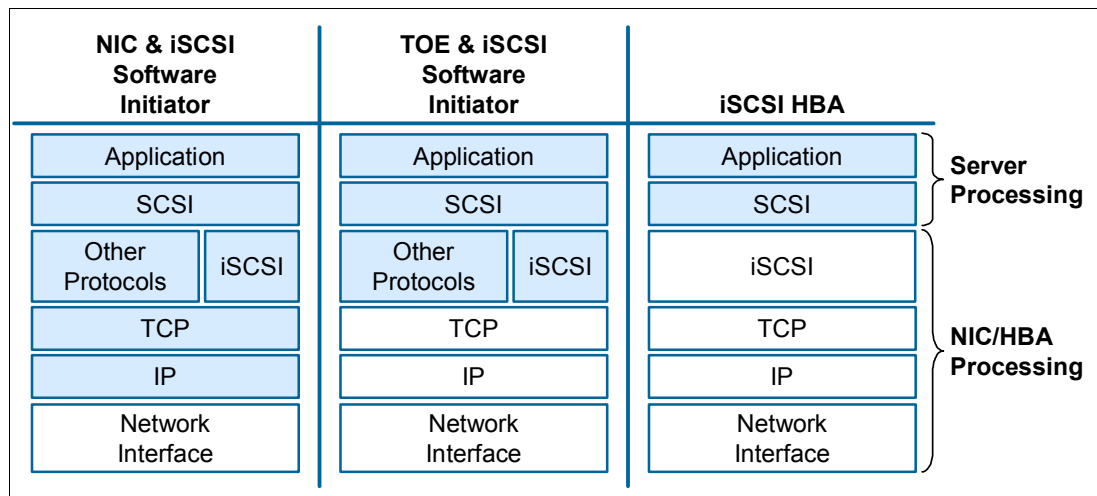 NIC & iSCSI
Software
Initiator
TOE & iSCSI
Software
Initiator
iSCSI HBA
Application
SCSI
Other
Protocols
iSCSI
TCP
IP
Network
Interface
Application
SCSI
Other
Protocols
iSCSI
TCP
IP
Network
Interface
Application
SCSI
iSCSI
TCP
IP
Network
Interface
Server
Processing
NIC/HBA
Processing